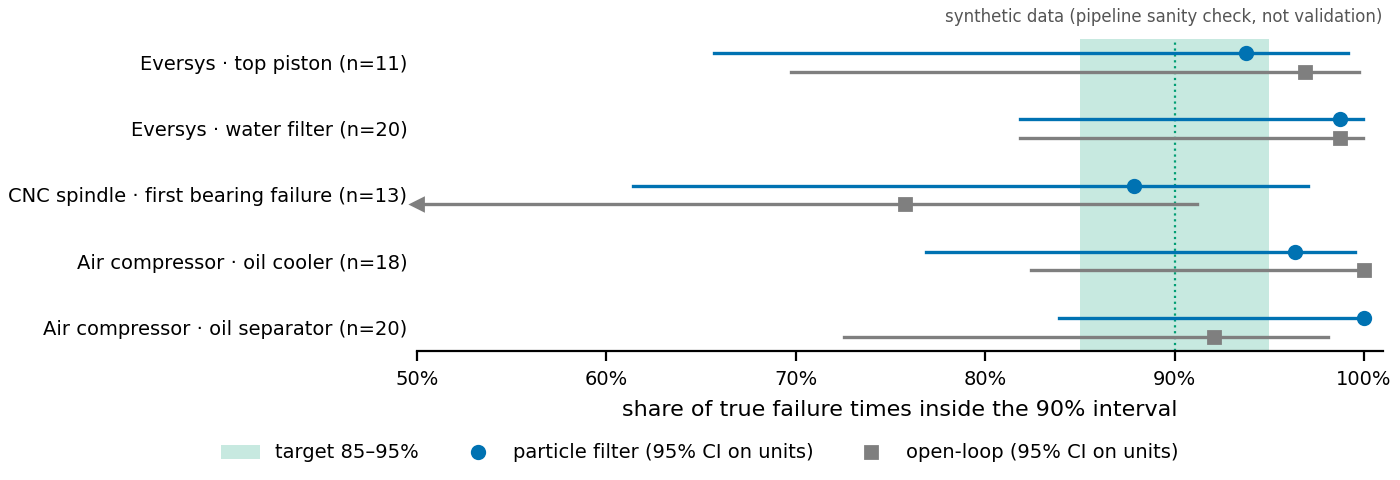 synthetic data (pipeline sanity check, not validation)
Eversys · top piston (n=11)
Eversys · water filter (n=20)
CNC spindle · first bearing failure (n=13)
Air compressor · oil cooler (n=18)
Air compressor · oil separator (n=20)
50% 60% 70% 80% 90% 100%
share of true failure times inside the 90% interval
target 85–95% particle filter (95% CI on units) open-loop (95% CI on units)